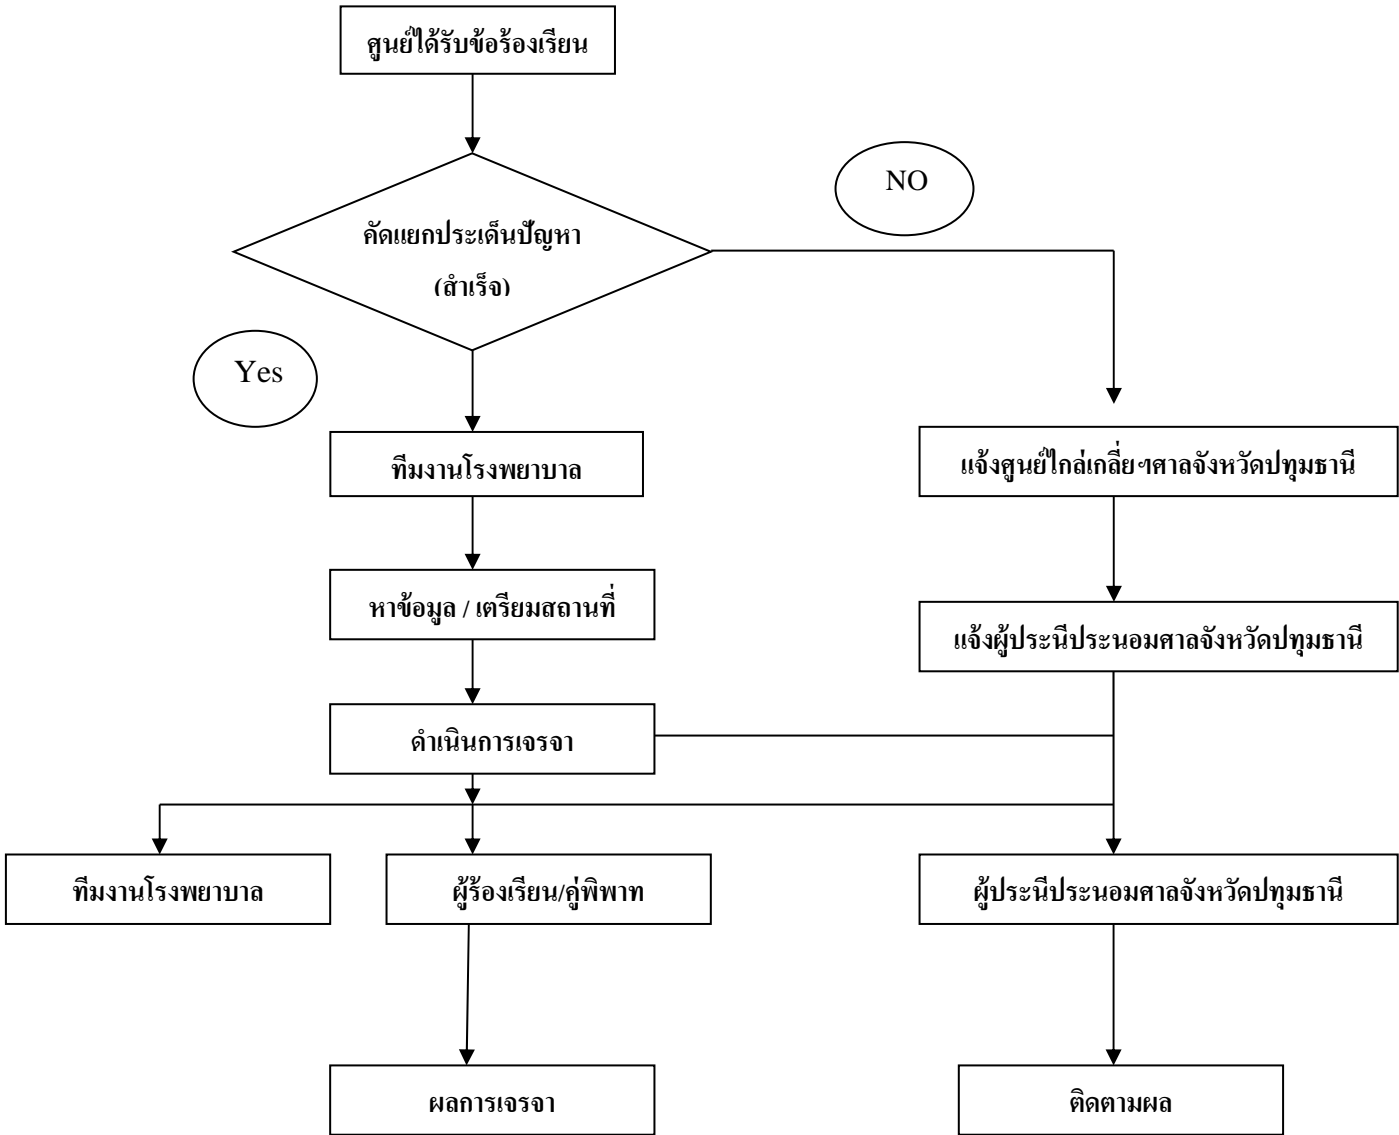 ศูนย์ได้รับข้อร้องเรียน
NO
คัดแยกประเด็นปัญหา
(สำเร็จ)
Yes
ทีมงานโรงพยาบาล
แจ้งศูนย์ไกล่เกลี่ยฯศาลจังหวัดปทุมธานี
หาข้อมูล / เตรียมสถานที่
แจ้งผู้ประนีประนอมศาลจังหวัดปทุมธานี
ดำเนินการเจรจา
ทีมงานโรงพยาบาล
ผู้ร้องเรียน/คู่พิพาท
ผู้ประนีประนอมศาลจังหวัดปทุมธานี
ผลการเจรจา
ติดตามผล